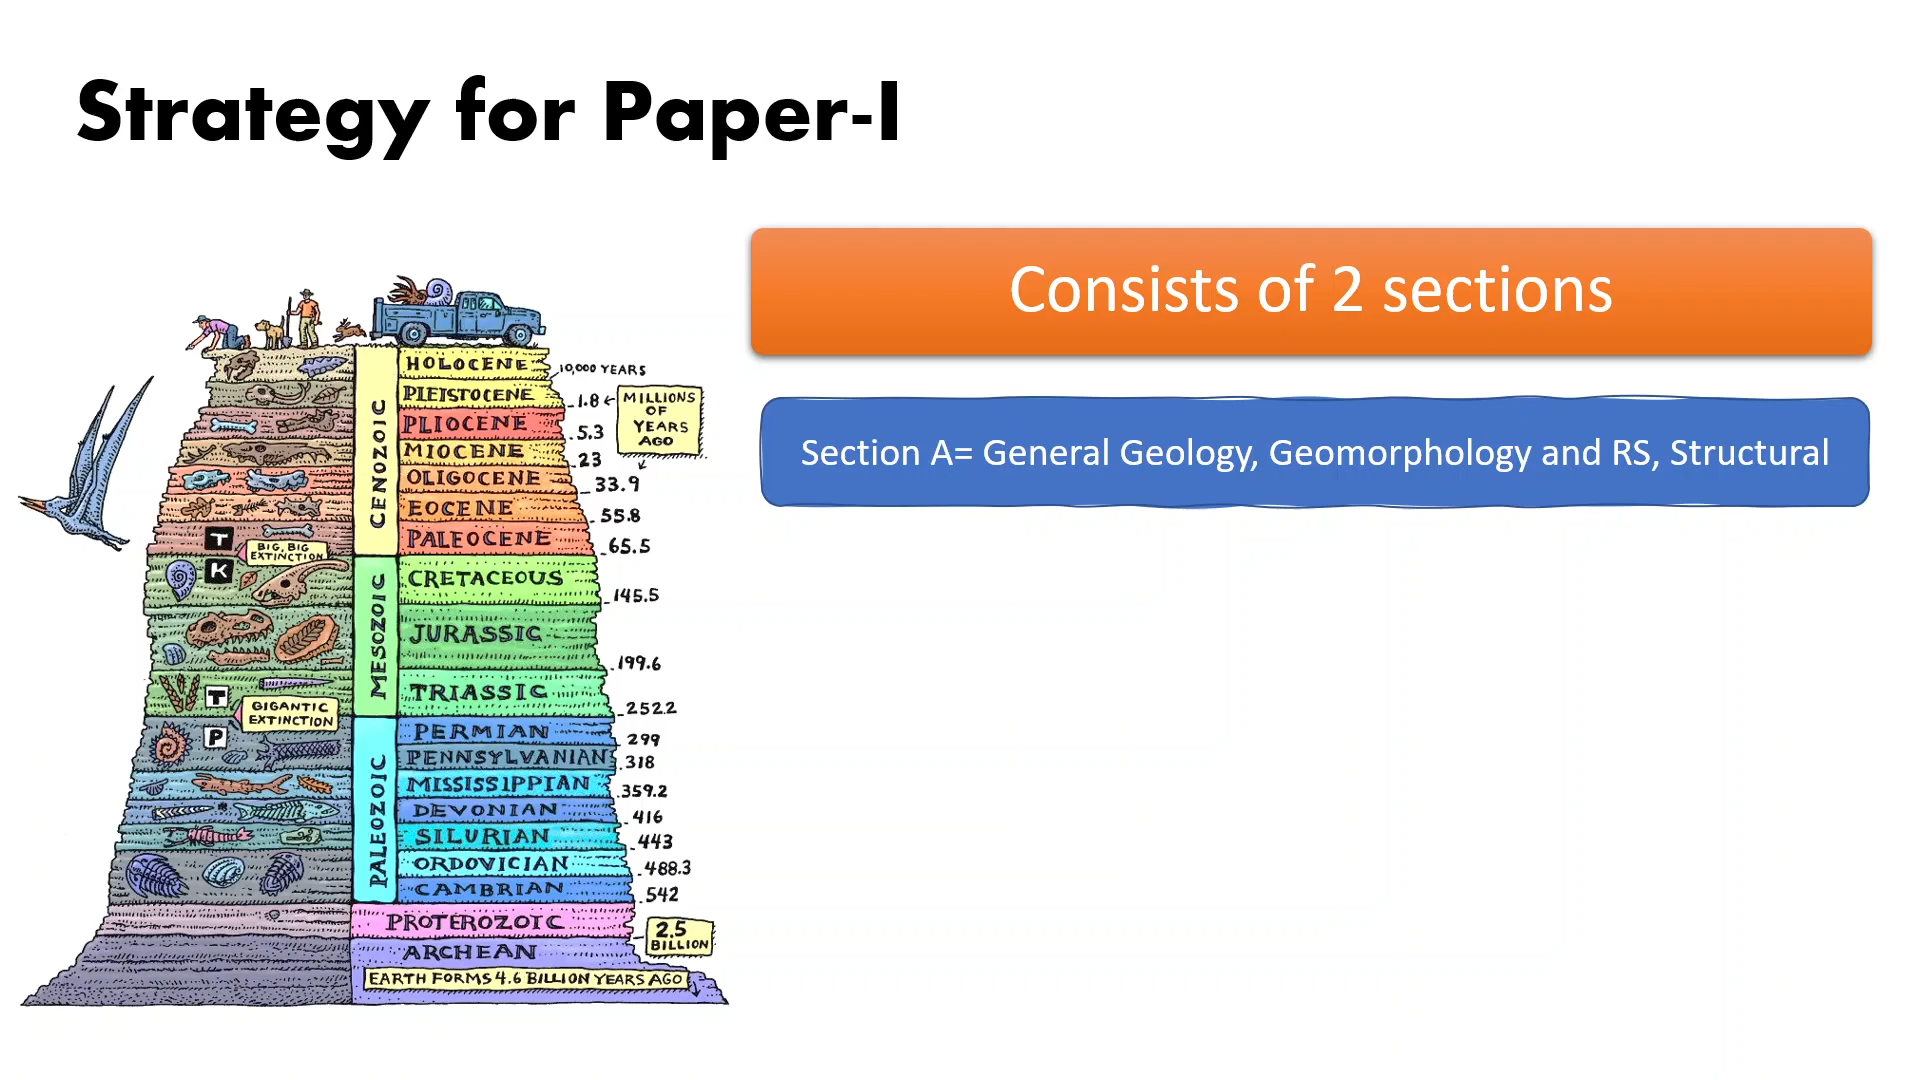 Strategy for Paper-I
Consists of 2 sections
Section A= General Geology, Geomorphology and RS, Structural
CENOZOIC
HOLOCENE
10,000 YEARS
PLEISTOCENE
1.8
MILLIONS
OF
YEARS
AGO
PLIOCENE
5.3
MIOCENE
23
OLIGOCENE
33.9
EOCENE
55.8
PALEOCENE
65.5
T
BIG, BIG
EXTINCTION
K
MESOZOIC
CRETACEOUS
145.5
JURASSIC
199.6
TRIASSIC
252.2
T
GIGANTIC
EXTINCTION
P
PALEOZOIC
PERMIAN
299
PENNSYLVANIAN
318
MISSISSIPPIAN
359.2
DEVONIAN
416
SILURIAN
443
ORDOVICIAN
488.3
CAMBRIAN
542
PROTEROZOIC
2.5
BILLION
ARCHEAN
EARTH FORMS 4.6 BILLION YEARS AGO